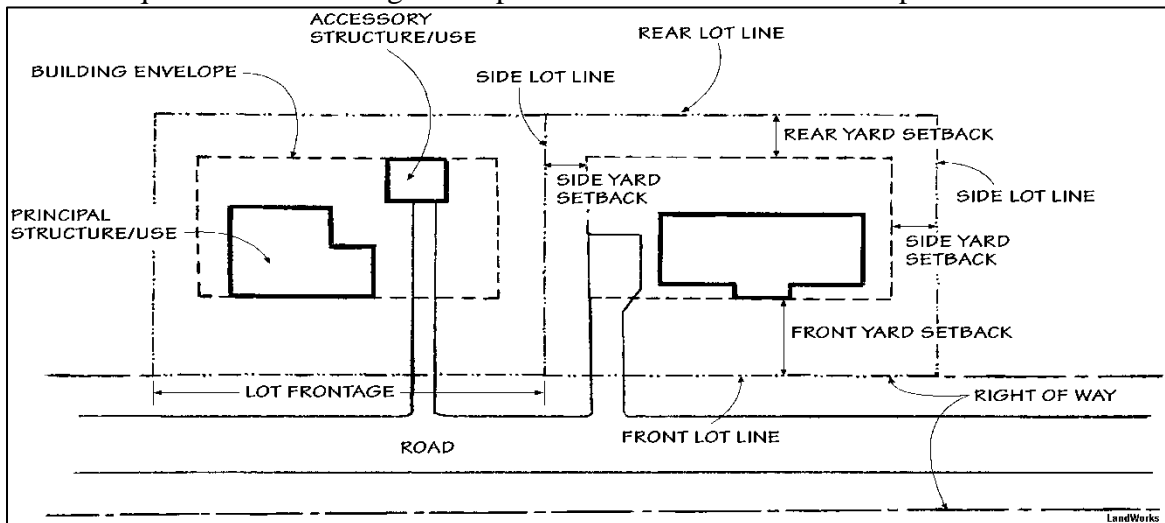 ACCESSORY
STRUCTURE/USE
REAR LOT LINE
BUILDING ENVELOPE
SIDE LOT LINE
REAR YARD SETBACK
SIDE YARD
SETBACK
SIDE LOT LINE
PRINCIPAL
STRUCTURE/USE
SIDE YARD
SETBACK
FRONT YARD SETBACK
LOT FRONTAGE
RIGHT OF WAY
FRONT LOT LINE
ROAD
LandWorks